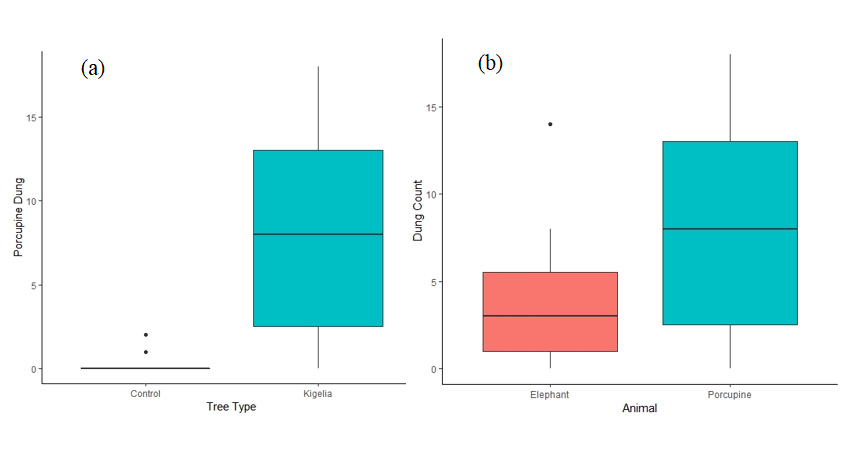 (a)
Porcupine Dung
15
10
5
0
Control Kigelia
Tree Type
(b)
Dung Count
15
10
5
0
Elephant Porcupine
Animal